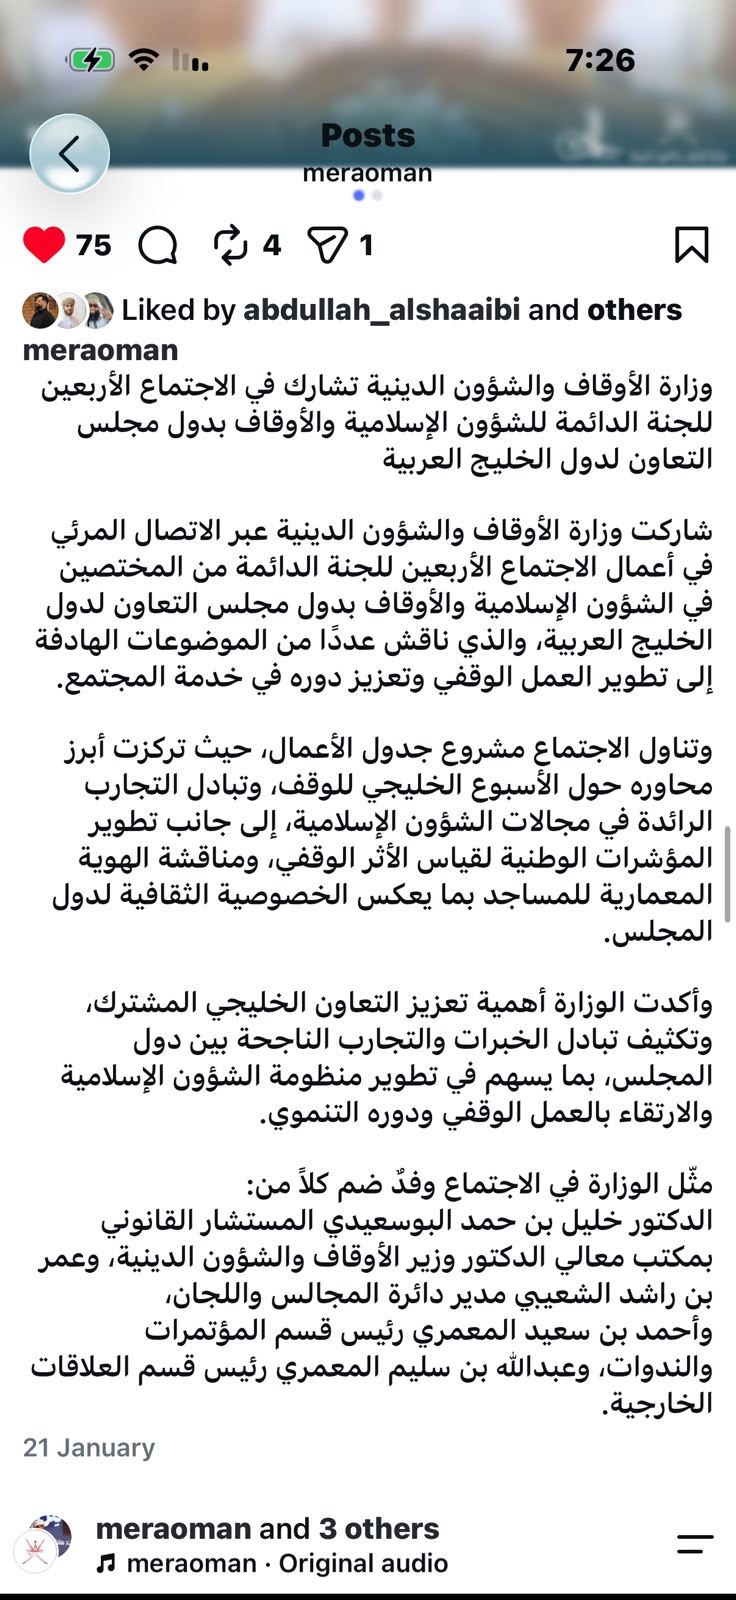 7:26
Posts
meraoman
75
4
1
Liked by abdullah_alshaaibi and others
meraoman
وزارة الأوقاف والشؤون الدينية تشارك في الاجتماع الأربعين
للجنة الدائمة للشؤون الإسلامية والأوقاف بدول مجلس
التعاون لدول الخليج العربية
شاركت وزارة الأوقاف والشؤون الدينية عبر الاتصال المرئي
في أعمال الاجتماع الأربعين للجنة الدائمة من المختصين
في الشؤون الإسلامية والأوقاف بدول مجلس التعاون لدول
الخليج العربية، والذي ناقش عددًا من الموضوعات الهادفة
إلى تطوير العمل الوقفي وتعزيز دوره في خدمة المجتمع.
وتناول الاجتماع مشروع جدول الأعمال، حيث تركزت أبرز
محاوره حول الأسبوع الخليجي للوقف، وتبادل التجارب
الرائدة في مجالات الشؤون الإسلامية، إلى جانب تطوير
المؤشرات الوطنية لقياس الأثر الوقفي، ومناقشة الهوية
المعمارية للمساجد بما يعكس الخصوصية الثقافية لدول
المجلس.
وأكدت الوزارة أهمية تعزيز التعاون الخليجي المشترك،
وتكثيف تبادل الخبرات والتجارب الناجحة بين دول
المجلس، بما يسهم في تطوير منظومة الشؤون الإسلامية
والارتقاء بالعمل الوقفي ودوره التنموي.
مثّل الوزارة في الاجتماع وفدٌ ضم كلاً من:
الدكتور خليل بن حمد البوسعيدي المستشار القانوني
بمكتب معالي الدكتور وزير الأوقاف والشؤون الدينية، وعمر
بن راشد الشعيبي مدير دائرة المجالس واللجان،
وأحمد بن سعيد المعمري رئيس قسم المؤتمرات
والندوات، وعبدالله بن سليم المعمري رئيس قسم العلاقات
الخارجية.
21 January
meraoman and 3 others
meraoman · Original audio